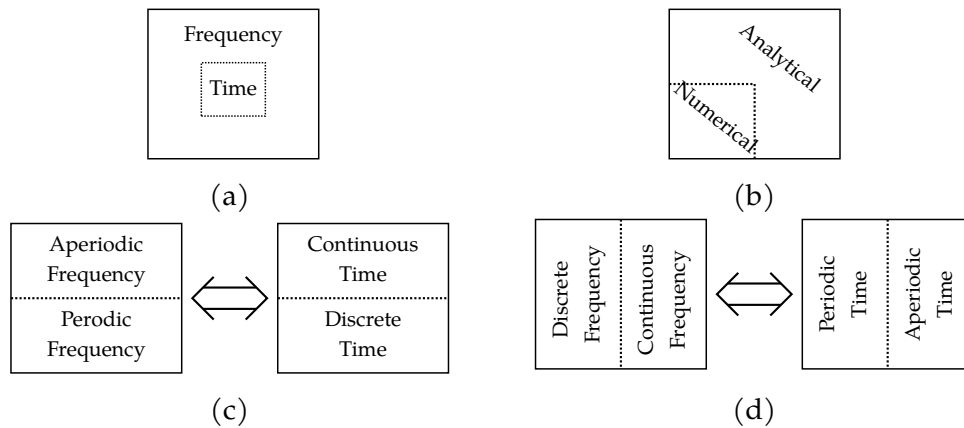 Frequency
Time
(a)
Analytical
Numerical
(b)
Aperiodic
Frequency
Perodic
Frequency
Continuous
Time
Discrete
Time
(c)
Discrete
Frequency
Continuous
Frequency
Periodic
Time
Aperiodic
Time
(d)